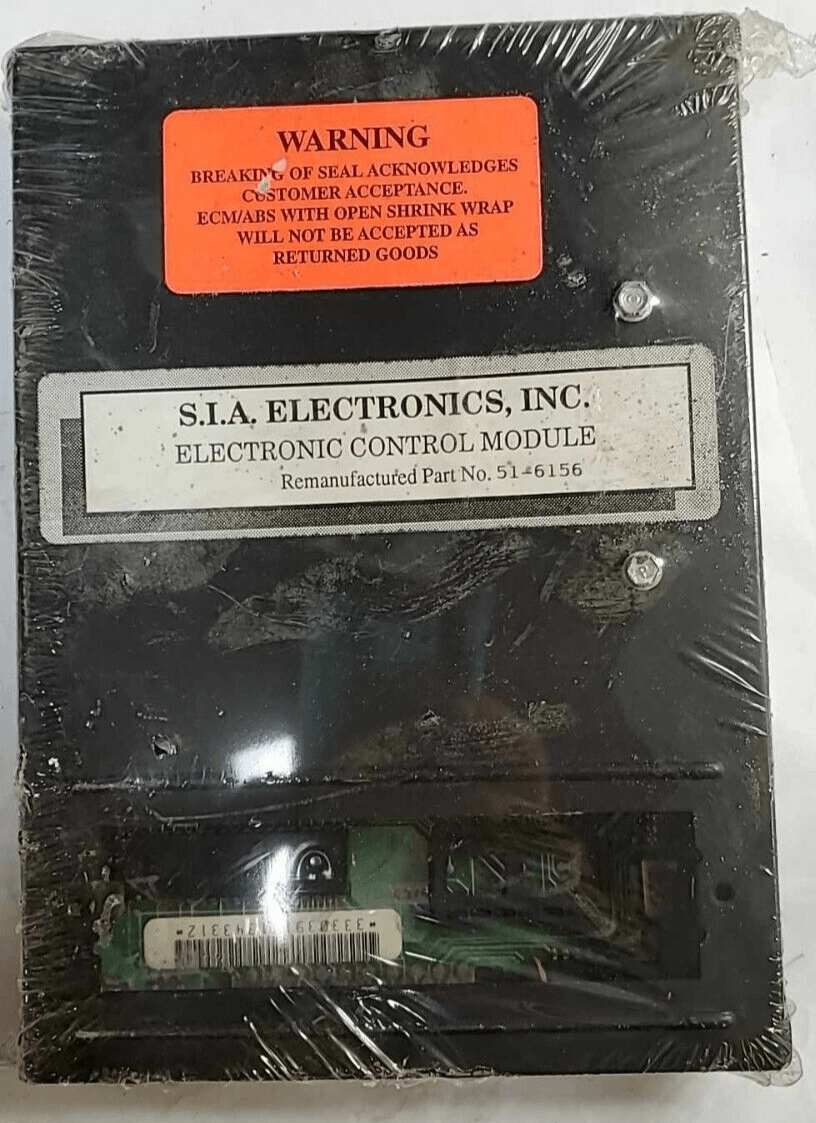 WARNING
BREAKING OF SEAL ACKNOWLEDGES
CUSTOMER ACCEPTANCE.
ECM/ABS WITH OPEN SHRINK WRAP
WILL NOT BE ACCEPTED AS
RETURNED GOODS
S.I.A. ELECTRONICS, INC.
ELECTRONIC CONTROL MODULE
Remanufactured Part No. 51-6156